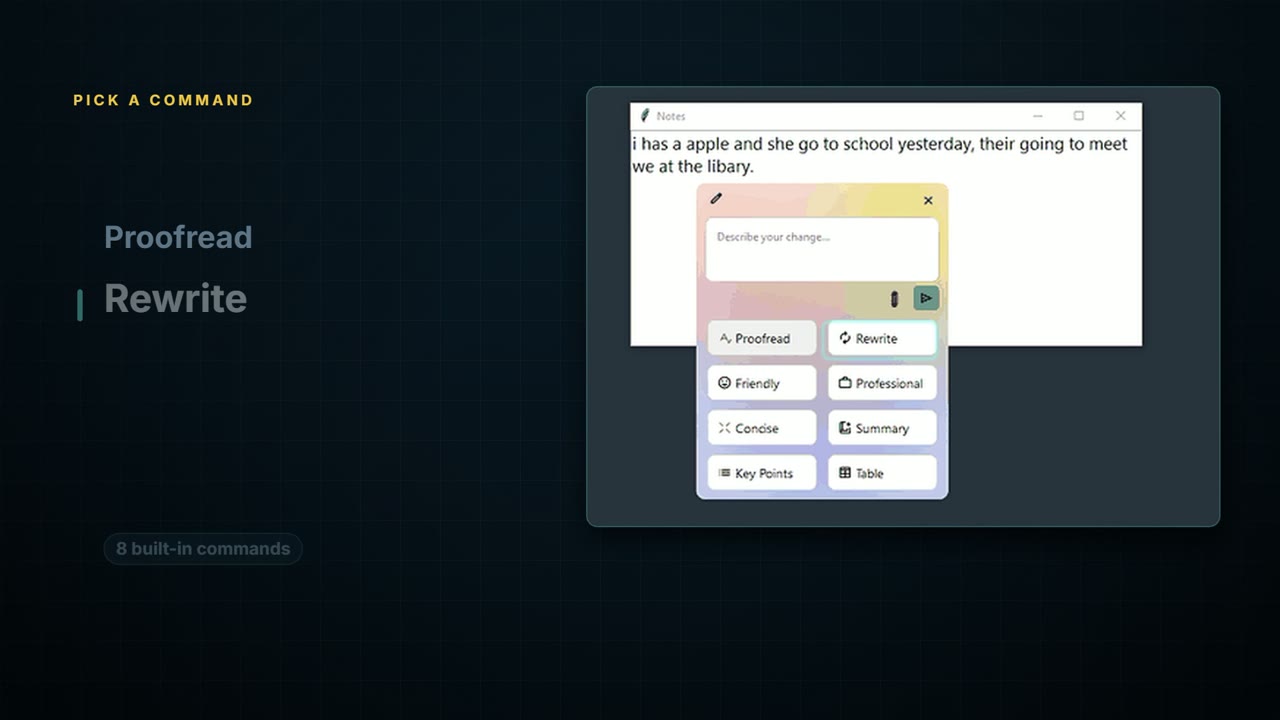 PICK A COMMAND
Proofread
Rewrite
8 built-in commands
Notes
i has a apple and she go to school yesterday, their going to meet
we at the libary.
Describe your change...
Proofread
Rewrite
Friendly
Professional
Concise
Summary
Key Points
Table